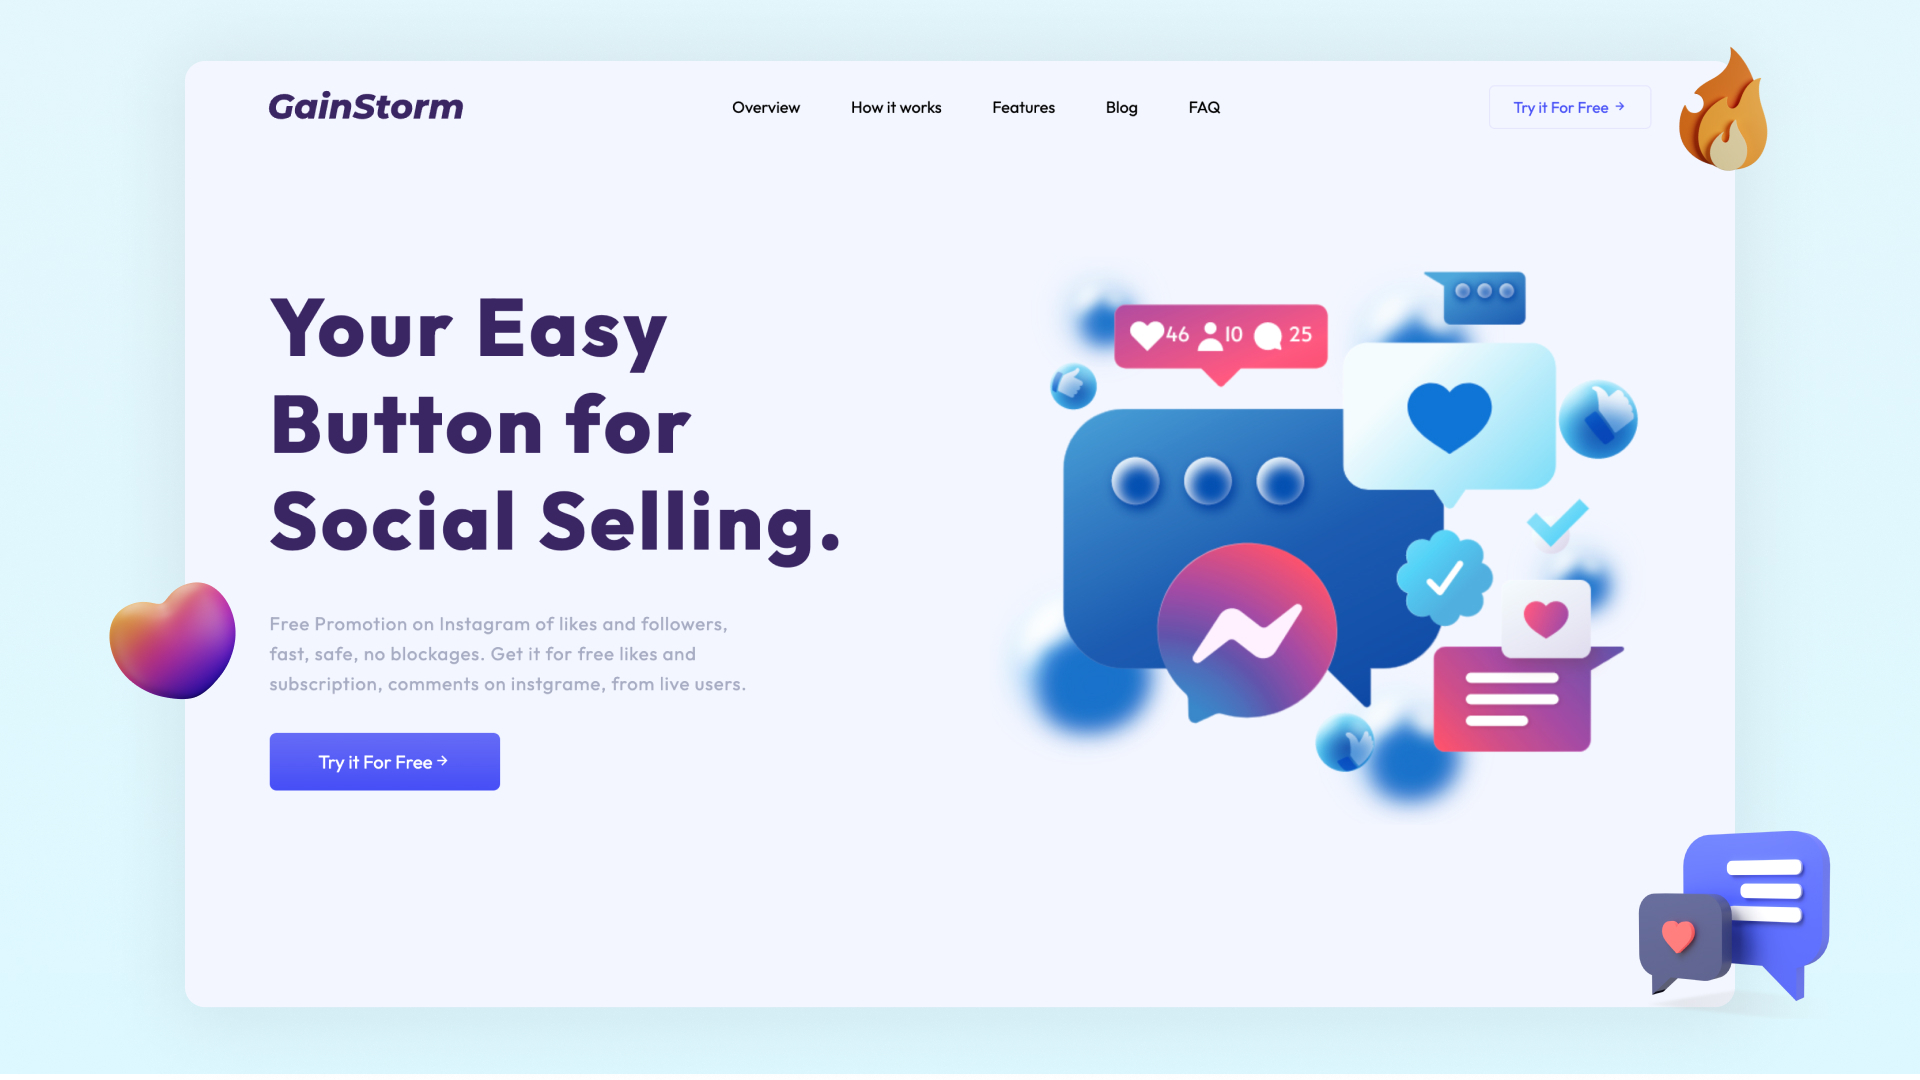 GainStorm
Overview
How it works
Features
Blog
FAQ
Try it For Free →
Your Easy
Button for
Social Selling.
Free Promotion on Instagram of likes and followers,
fast, safe, no blockages. Get it for free likes and
subscription, comments on instgrame, from live users.
Try it For Free →
46 10 25